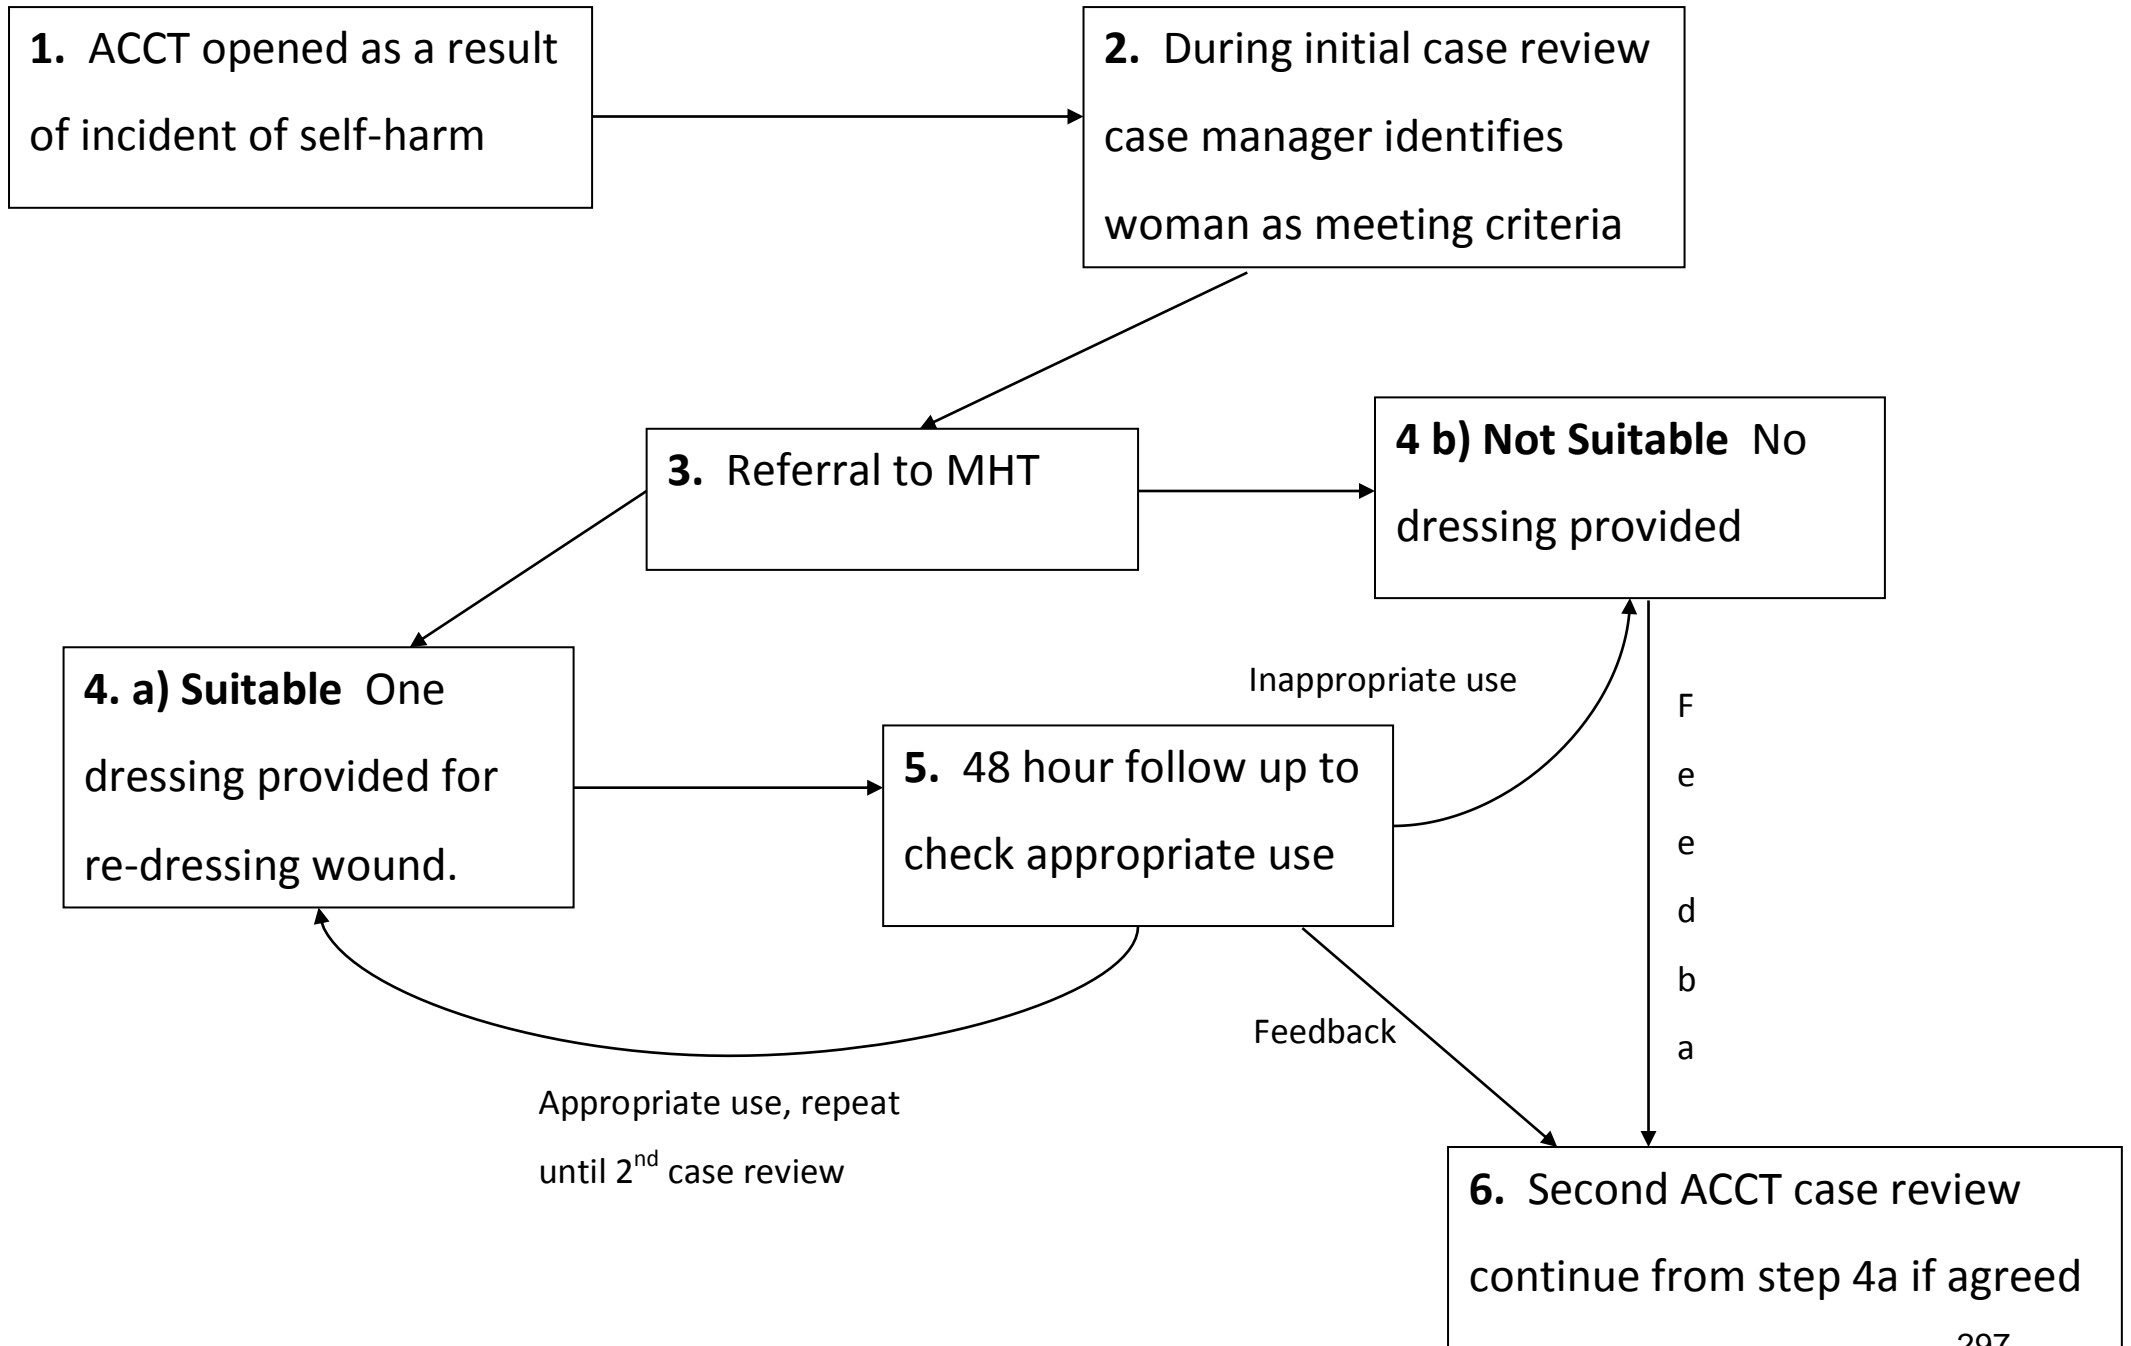 1. ACCT opened as a result
of incident of self-harm
2. During initial case review
case manager identifies
woman as meeting criteria
3. Referral to MHT
4 b) Not Suitable No
dressing provided
4. a) Suitable One
dressing provided for
re-dressing wound.
5. 48 hour follow up to
check appropriate use
Inappropriate use
F
e
e
d
b
a
Feedback
Appropriate use, repeat
until 2nd case review
6. Second ACCT case review
continue from step 4a if agreed
297